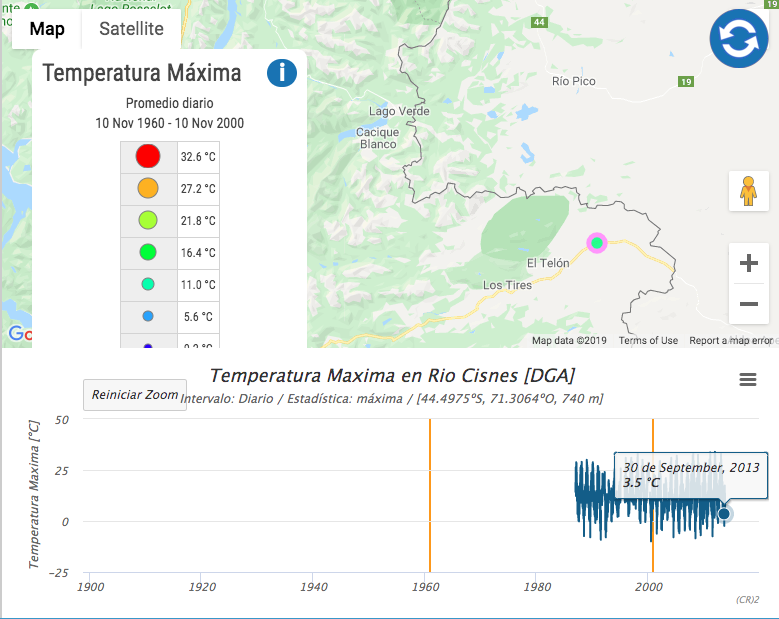 Map
Satellite
44
19
19
Temperatura Máxima
i
Promedio diario
10 Nov 1960 - 10 Nov 2000
32.6 °C
27.2 °C
21.8 °C
16.4 °C
11.0 °C
5.6 °C
Río Pico
Lago Verde
Cacique
Blanco
El Telón
Los Tires
Map data ©2019
Terms of Use
Report a map error
Temperatura Maxima en Rio Cisnes [DGA]
Reiniciar Zoom
Intervalo: Diario / Estadística: máxima / [44.4975ºS, 71.3064ºO, 740 m]
Temperatura Maxima [°C]
50
25
0
−25
30 de September, 2013
3.5 °C
1900
1920
1940
1960
1980
2000
(CR)2